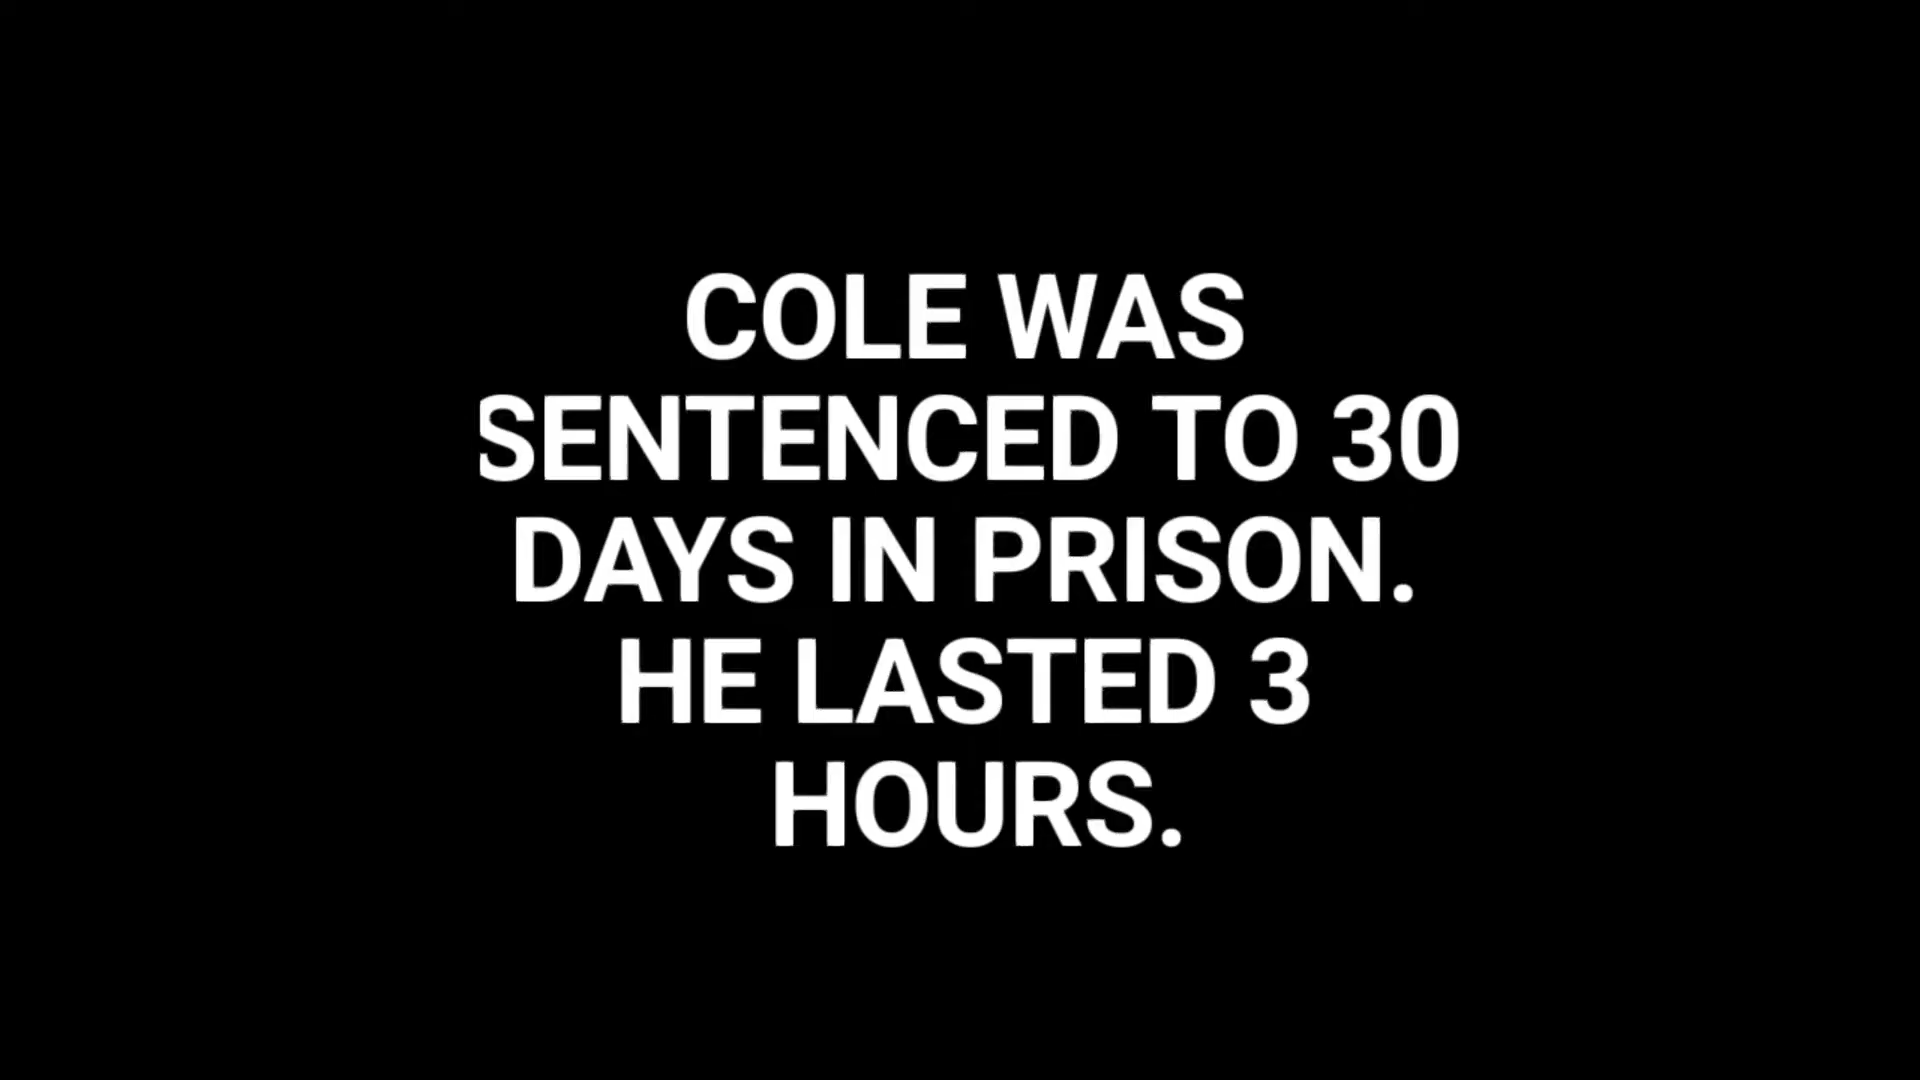 COLE WAS
SENTENCED TO 30
DAYS IN PRISON.
HE LASTED 3
HOURS.